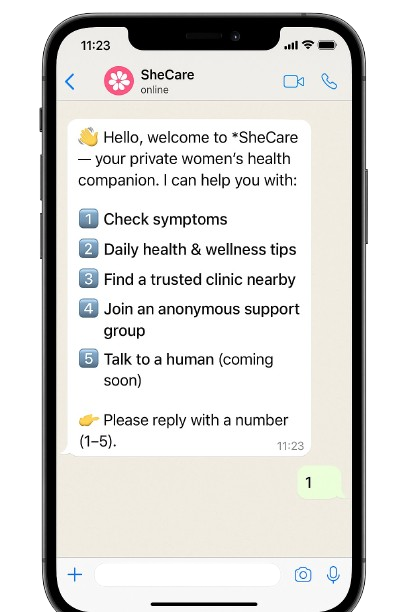 11:23
SheCare
online
👋 Hello, welcome to *SheCare
— your private women's health
companion. I can help you with:
1 Check symptoms
2 Daily health & wellness tips
3 Find a trusted clinic nearby
4 Join an anonymous support
group
5 Talk to a human (coming
soon)
👉 Please reply with a number
(1–5).
11:23
1